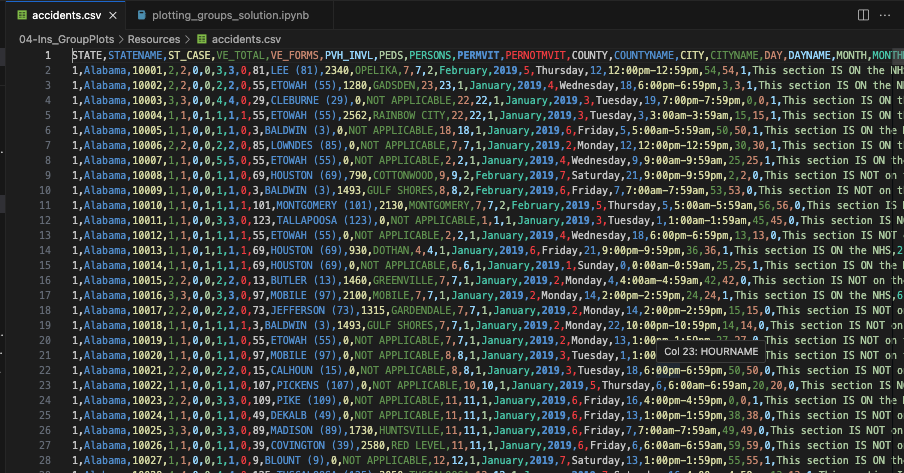 accidents.csv × plotting_groups_solution.ipynb
04-Ins_GroupPlots > Resources > accidents.csv
1 STATE,STATENAME,ST_CASE,VE_TOTAL,VE_FORMS,PVH_INVL,PEDS,PERSONS,PERMVIT,PERNOTMVIT,COUNTY,COUNTYNAME,CITY,CITYNAME,DAY,DAYNAME,MONTH,MONTH
2 1,Alabama,10001,2,2,0,0,3,3,0,81,LEE (81),2340,OPELIKA,7,7,2,February,2019,5,Thursday,12,12:00pm-12:59pm,54,54,1,This section IS ON the NH
3 1,Alabama,10002,2,2,0,0,2,2,0,55,ETOWAH (55),1280,GADSDEN,23,23,1,January,2019,4,Wednesday,18,6:00pm-6:59pm,3,3,1,This section IS ON the NH
4 1,Alabama,10003,3,3,0,0,4,4,0,29,CLEBURNE (29),0,NOT APPLICABLE,22,22,1,January,2019,3,Tuesday,19,7:00pm-7:59pm,0,0,1,This section IS ON th
5 1,Alabama,10004,1,1,0,1,1,1,1,55,ETOWAH (55),2562,RAINBOW CITY,22,22,1,January,2019,3,Tuesday,3,3:00am-3:59am,15,15,1,This section IS ON the
6 1,Alabama,10005,1,1,0,0,1,1,0,3,BALDWIN (3),0,NOT APPLICABLE,18,18,1,January,2019,6,Friday,5,5:00am-5:59am,50,50,1,This section IS ON the
7 1,Alabama,10006,2,2,0,0,2,2,0,85,LOWNDES (85),0,NOT APPLICABLE,7,7,1,January,2019,2,Monday,12,12:00pm-12:59pm,30,30,1,This section IS ON th
8 1,Alabama,10007,1,1,0,0,5,5,0,55,ETOWAH (55),0,NOT APPLICABLE,2,2,1,January,2019,4,Wednesday,9,9:00am-9:59am,25,25,1,This section IS ON the
9 1,Alabama,10008,1,1,0,0,1,1,0,69,HOUSTON (69),790,COTTONWOOD,9,9,2,February,2019,7,Saturday,21,9:00pm-9:59pm,2,2,0,This section IS NOT on
10 1,Alabama,10009,1,1,0,0,1,1,0,3,BALDWIN (3),1493,GULF SHORES,8,8,2,February,2019,6,Friday,7,7:00am-7:59am,53,53,0,This section IS NOT on
11 1,Alabama,10010,1,1,0,1,1,1,1,101,MONTGOMERY (101),2130,MONTGOMERY,7,7,2,February,2019,5,Thursday,5,5:00am-5:59am,56,56,0,This section IS NOT
12 1,Alabama,10011,1,1,0,0,3,3,0,123,TALLAPOOSA (123),0,NOT APPLICABLE,1,1,1,January,2019,3,Tuesday,1,1:00am-1:59am,45,45,0,This section IS NO
13 1,Alabama,10012,1,1,0,1,1,1,1,55,ETOWAH (55),0,NOT APPLICABLE,2,2,1,January,2019,4,Wednesday,18,6:00pm-6:59pm,13,13,0,This section IS NOT
14 1,Alabama,10013,1,1,0,1,1,1,1,69,HOUSTON (69),930,DOTHAN,4,4,1,January,2019,6,Friday,21,9:00pm-9:59pm,36,36,1,This section IS ON the NHS,2
15 1,Alabama,10014,1,1,0,1,1,1,1,69,HOUSTON (69),0,NOT APPLICABLE,6,6,1,January,2019,1,Sunday,0,0:00am-0:59am,25,25,1,This section IS ON the NH
16 1,Alabama,10015,2,2,0,0,2,2,0,13,BUTLER (13),1460,GREENVILLE,7,7,1,January,2019,2,Monday,4,4:00am-4:59am,42,42,0,This section IS NOT on t
17 1,Alabama,10016,3,3,0,0,3,3,0,97,MOBILE (97),2100,MOBILE,7,7,1,January,2019,2,Monday,14,2:00pm-2:59pm,24,24,1,This section IS ON the NHS,6
18 1,Alabama,10017,2,2,0,0,2,2,0,73,JEFFERSON (73),1315,GARDENDALE,7,7,1,January,2019,2,Monday,14,2:00pm-2:59pm,15,15,0,This section IS NOT
19 1,Alabama,10018,1,1,0,1,1,1,1,3,BALDWIN (3),1493,GULF SHORES,7,7,1,January,2019,2,Monday,22,10:00pm-10:59pm,14,14,0,This section IS NOT on
20 1,Alabama,10019,1,1,0,0,1,1,0,55,ETOWAH (55),0,NOT APPLICABLE,7,7,1,January,2019,2,Monday,13,1:00pm-1:59pm,27,27,0,This section IS NOT on
21 1,Alabama,10020,1,1,0,0,1,1,0,97,MOBILE (97),0,NOT APPLICABLE,8,8,1,January,2019,3,Tuesday,1,1:00
Col 23: HOURNAME
22 1,Alabama,10021,2,2,0,0,2,2,0,15,CALHOUN (15),0,NOT APPLICABLE,8,8,1,January,2019,3,Tuesday,18,6:00pm-6:59pm,50,50,0,This section IS NOT o
23 1,Alabama,10022,1,1,0,0,1,1,0,107,PICKENS (107),0,NOT APPLICABLE,10,10,1,January,2019,5,Thursday,6,6:00am-6:59am,20,20,0,This section IS NO
24 1,Alabama,10023,2,2,0,0,3,3,0,109,PIKE (109),0,NOT APPLICABLE,11,11,1,January,2019,6,Friday,16,4:00pm-4:59pm,0,0,1,This section IS ON the
25 1,Alabama,10024,1,1,0,0,1,1,0,49,DEKALB (49),0,NOT APPLICABLE,11,11,1,January,2019,6,Friday,13,1:00pm-1:59pm,38,38,0,This section IS NOT o
26 1,Alabama,10025,3,3,0,0,3,3,0,89,MADISON (89),1730,HUNTSVILLE,11,11,1,January,2019,6,Friday,19,7:00pm-7:59pm,49,49,0,This section IS NOT
27 1,Alabama,10026,1,1,0,0,1,1,0,39,COVINGTON (39),2580,RED LEVEL,11,11,1,January,2019,6,Friday,6,6:00am-6:59am,59,59,0,This section IS NOT
28 1,Alabama,10027,1,1,0,0,1,1,0,9,BLOUNT (9),0,NOT APPLICABLE,12,12,1,January,2019,7,Saturday,13,1:00pm-1:59pm,55,55,0,This section IS NOT